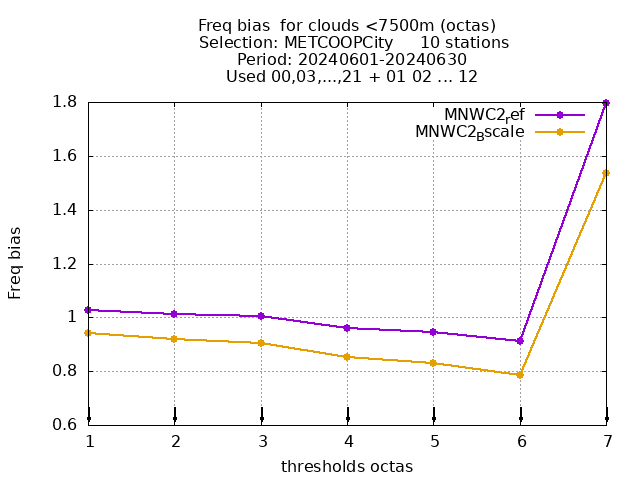 Freq bias  for clouds <7500m (octas)
Selection: METCOOPCity     10 stations
Period: 20240601-20240630
Used 00,03,...,21 + 01 02 ... 12
MNWC2ref
MNWC2Bscale
1.8
1.6
1.4
1.2
1
0.8
0.6
Freq bias
1 2 3 4 5 6 7
thresholds octas